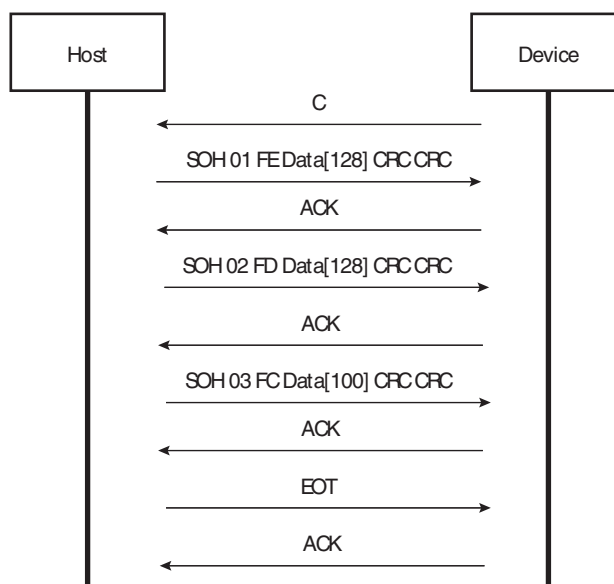 Host
Device
C
SOH 01 FE Data[128] CRC CRC
ACK
SOH 02 FD Data[128] CRC CRC
ACK
SOH 03 FC Data[100] CRC CRC
ACK
EOT
ACK